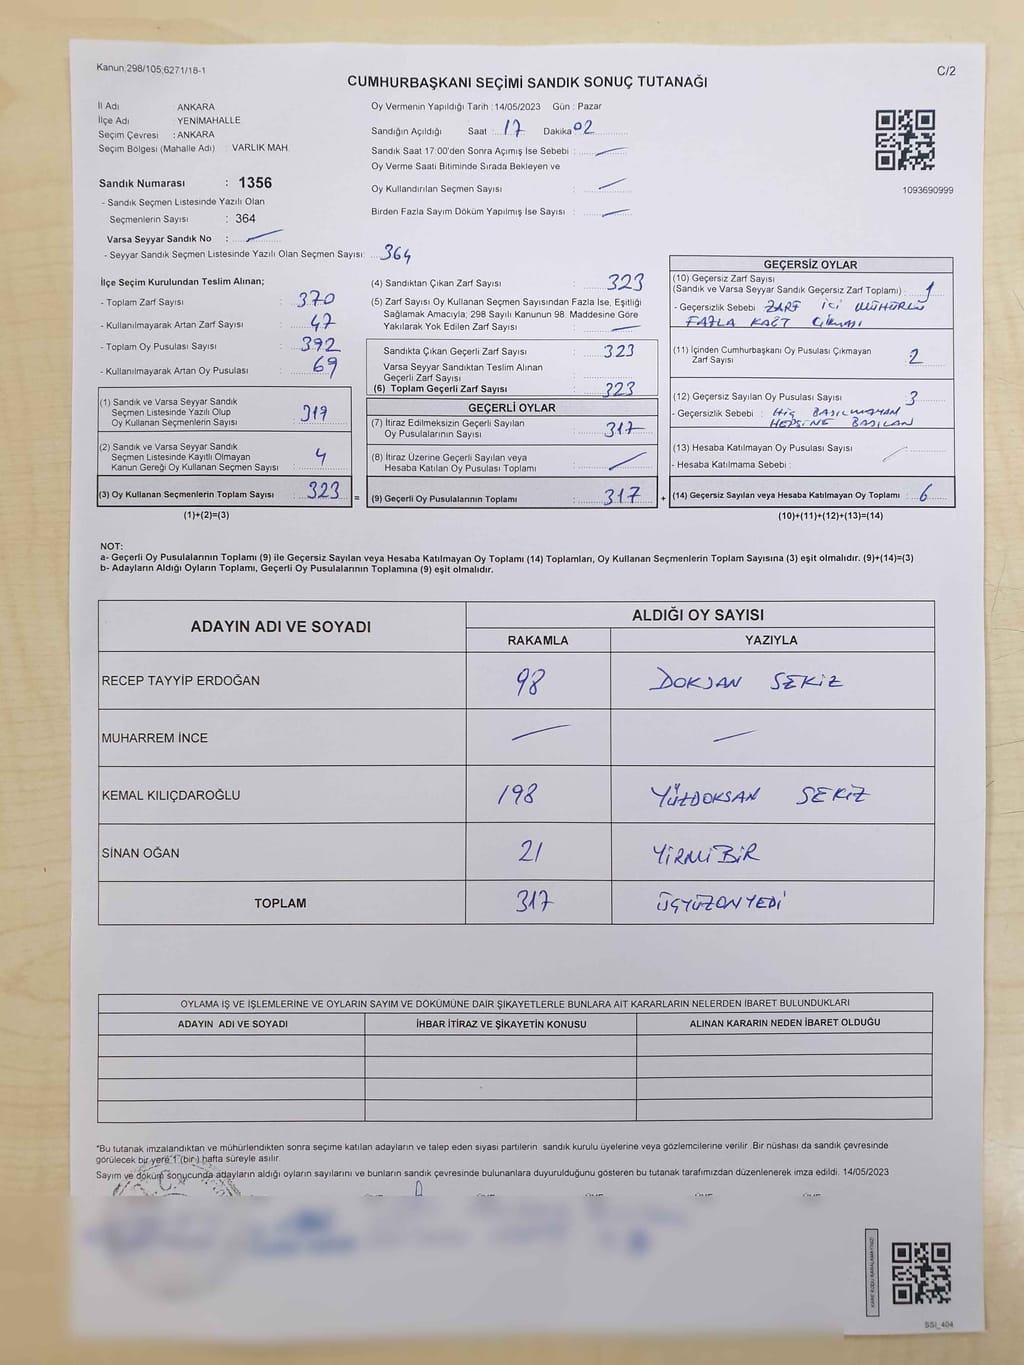 Kanun;298/105;6271/18-1
C/2
CUMHURBAŞKANI SEÇİMİ SANDIK SONUÇ TUTANAĞI
İl Adı ANKARA
İlçe Adı : YENİMAHALLE
Seçim Çevresi : ANKARA
Seçim Bölgesi (Mahalle Adı) : VARLIK MAH.
Sandık Numarası : 1356
- Sandık Seçmen Listesinde Yazılı Olan
Seçmenlerin Sayısı : 364
Varsa Seyyar Sandık No :
- Seyyar Sandık Seçmen Listesinde Yazılı Olan Seçmen Sayısı: 364
Oy Vermenin Yapıldığı Tarih : 14/05/2023 Gün : Pazar
Sandığın Açıldığı Saat : 17 Dakika 02
Sandık Saat 17:00'den Sonra Açımış İse Sebebi :
Oy Verme Saati Bitiminde Sırada Bekleyen ve
Oy Kullandırılan Seçmen Sayısı :
Birden Fazla Sayım Döküm Yapılmış İse Sayısı :
1093690999
İlçe Seçim Kurulundan Teslim Alınan;
- Toplam Zarf Sayısı : 370
- Kullanılmayarak Artan Zarf Sayısı : 47
- Toplam Oy Pusulası Sayısı : 392
- Kullanılmayarak Artan Oy Pusulası : 69
(1) Sandık ve Varsa Seyyar Sandık
Seçmen Listesinde Yazılı Olup
Oy Kullanan Seçmenlerin Sayısı : 319
(2) Sandık ve Varsa Seyyar Sandık
Seçmen Listesinde Kayıtlı Olmayan
Kanun Gereği Oy Kullanan Seçmen Sayısı : 4
(3) Oy Kullanan Seçmenlerin Toplam Sayısı : 323
(1)+(2)=(3)
=
(4) Sandıktan Çıkan Zarf Sayısı : 323
(5) Zarf Sayısı Oy Kullanan Seçmen Sayısından Fazla İse, Eşitliği
Sağlamak Amacıyla; 298 Sayılı Kanunun 98. Maddesine Göre
Yakılarak Yok Edilen Zarf Sayısı :
Sandıkta Çıkan Geçerli Zarf Sayısı : 323
Varsa Seyyar Sandıktan Teslim Alınan
Geçerli Zarf Sayısı :
(6) Toplam Geçerli Zarf Sayısı : 323
GEÇERLİ OYLAR
(7) İtiraz Edilmeksizin Geçerli Sayılan
Oy Pusulalarının Sayısı : 317
(8) İtiraz Üzerine Geçerli Sayılan veya
Hesaba Katılan Oy Pusulası Toplamı :
(9) Geçerli Oy Pusulalarının Toplamı : 317
+
GEÇERSİZ OYLAR
(10) Geçersiz Zarf Sayısı
(Sandık ve Varsa Seyyar Sandık Geçersiz Zarf Toplamı) : 1
- Geçersizlik Sebebi : ZARF İÇİ MÜHÜRLÜ
FAZLA KAĞT ÇIKMASI
(11) İçinden Cumhurbaşkanı Oy Pusulası Çıkmayan
Zarf Sayısı 2
(12) Geçersiz Sayılan Oy Pusulası Sayısı : 3
- Geçersizlik Sebebi : HİÇ BASILMAYAN
HEPSİNE BASILAN
(13) Hesaba Katılmayan Oy Pusulası Sayısı :
- Hesaba Katılmama Sebebi :
(14) Geçersiz Sayılan veya Hesaba Katılmayan Oy Toplamı : 6
(10)+(11)+(12)+(13)=(14)
NOT:
a- Geçerli Oy Pusulalarının Toplamı (9) ile Geçersiz Sayılan veya Hesaba Katılmayan Oy Toplamı (14) Toplamları, Oy Kullanan Seçmenlerin Toplam Sayısına (3) eşit olmalıdır. (9)+(14)=(3)
b- Adayların Aldığı Oyların Toplamı, Geçerli Oy Pusulalarının Toplamına (9) eşit olmalıdır.
ADAYIN ADI VE SOYADI
ALDIĞI OY SAYISI
RAKAMLA YAZIYLA
RECEP TAYYİP ERDOĞAN 98 DOKSAN SEKİZ
MUHARREM İNCE
KEMAL KILIÇDAROĞLU 198 YÜZDOKSAN SEKİZ
SİNAN OĞAN 21 YİRMİBİR
TOPLAM 317 ÜÇYÜZONYEDİ
OYLAMA İŞ VE İŞLEMLERİNE VE OYLARIN SAYIM VE DÖKÜMÜNE DAİR ŞİKAYETLERLE BUNLARA AİT KARARLARIN NELERDEN İBARET BULUNDUKLARI
ADAYIN ADI VE SOYADI İHBAR İTİRAZ VE ŞİKAYETİN KONUSU ALINAN KARARIN NEDEN İBARET OLDUĞU
*Bu tutanak imzalandıktan ve mühürlendikten sonra seçime katılan adayların ve talep eden siyasi partilerin sandık kurulu üyelerine veya gözlemcilerine verilir. Bir nüshası da sandık çevresinde
görülecek bir yere 1 (bir) hafta süreyle asılır.
Sayım ve döküm sonucunda adayların aldığı oyların sayılarını ve bunların sandık çevresinde bulunanlara duyurulduğunu gösteren bu tutanak tarafımızdan düzenlenerek imza edildi. 14/05/2023
SSİ_404